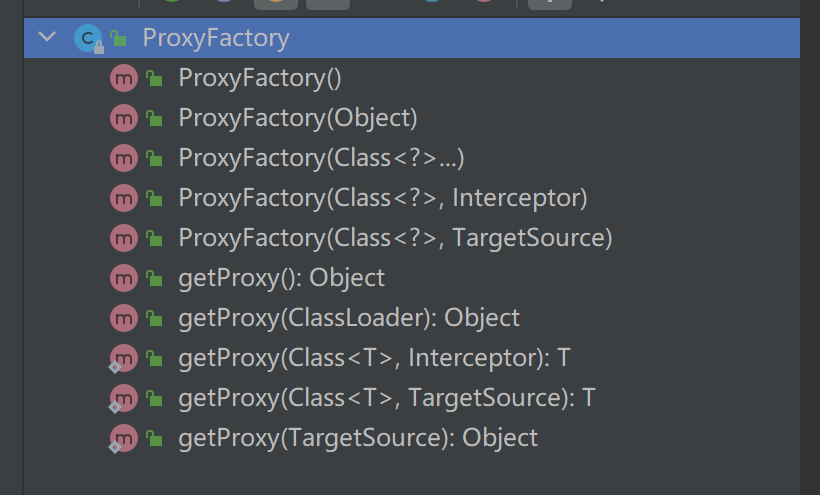 ProxyFactory
ProxyFactory()
ProxyFactory(Object)
ProxyFactory(Class<?>...)
ProxyFactory(Class<?>, Interceptor)
ProxyFactory(Class<?>, TargetSource)
getProxy(): Object
getProxy(ClassLoader): Object
getProxy(Class<T>, Interceptor): T
getProxy(Class<T>, TargetSource): T
getProxy(TargetSource): Object